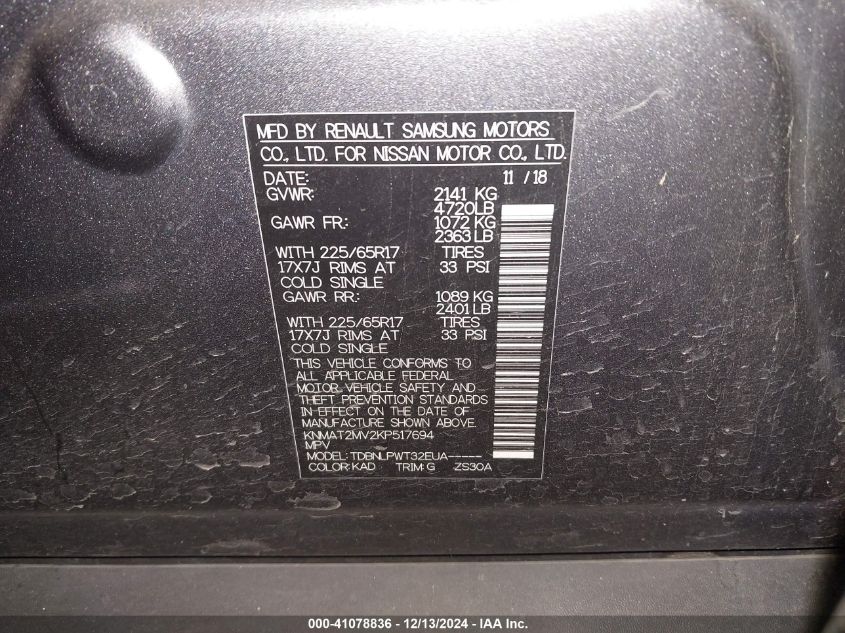 MFD BY RENAULT SAMSUNG MOTORS
CO., LTD. FOR NISSAN MOTOR CO., LTD.
DATE: 11 / 18
GVWR: 2141 KG
4720LB
GAWR FR: 1072 KG
2363 LB
WITH 225/65R17 TIRES
17X7J RIMS AT 33 PSI
COLD SINGLE
GAWR RR.: 1089 KG
2401 LB
WITH 225/65R17 TIRES
17X7J RIMS AT 33 PSI
COLD SINGLE
THIS VEHICLE CONFORMS TO
ALL APPLICABLE FEDERAL
MOTOR VEHICLE SAFETY AND
THEFT PREVENTION STANDARDS
IN EFFECT ON THE DATE OF
MANUFACTURE SHOWN ABOVE.
KNMAT2MV2KP517694
MPV
MODEL: TDBNLPWT32EUA-----
COLOR: KAD TRIM: G ZS30A
000-41078836 - 12/13/2024 - IAA Inc.